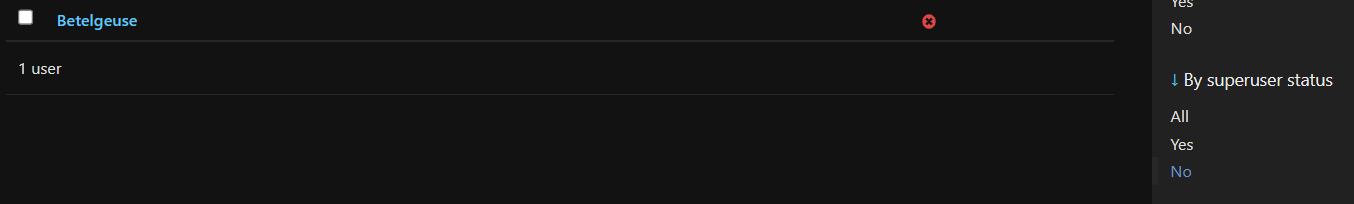 Betelgeuse
1 user
Yes
No
↓ By superuser status
All
Yes
No